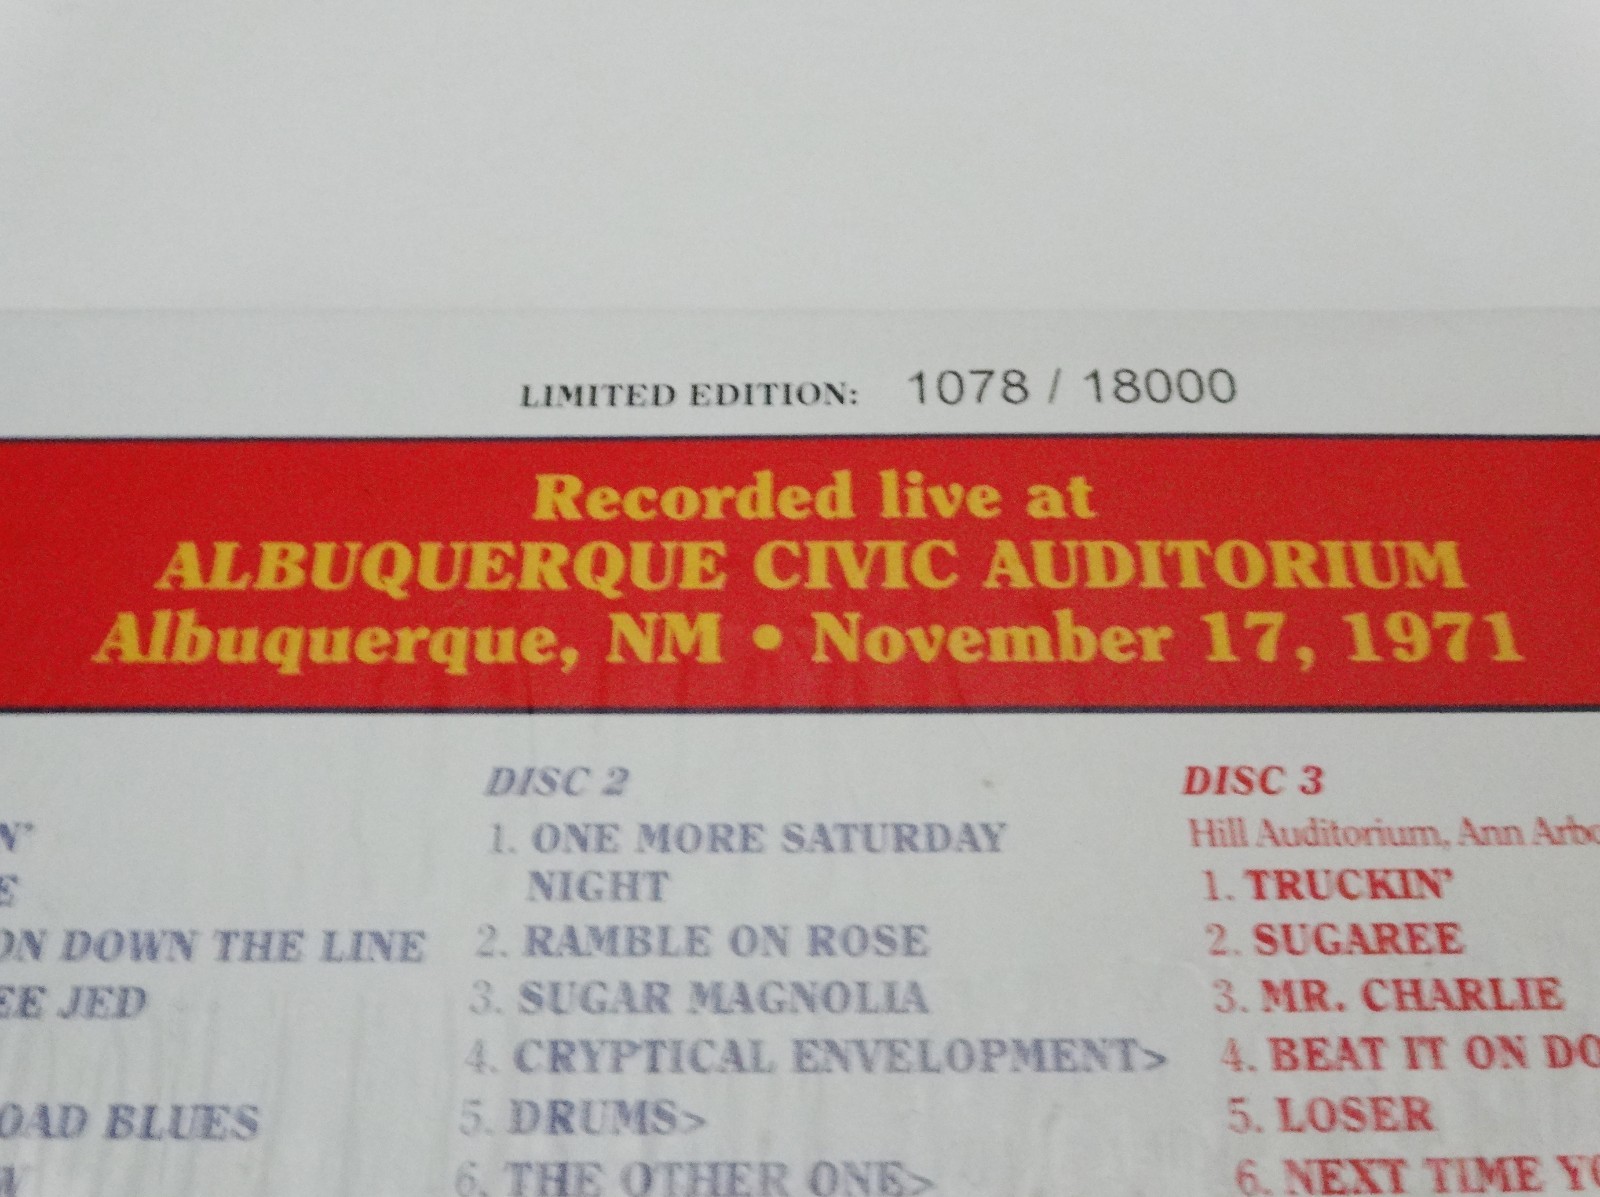 LIMITED EDITION: 1078 / 18000
Recorded live at
ALBUQUERQUE CIVIC AUDITORIUM
Albuquerque, NM • November 17, 1971
N'
E
ON DOWN THE LINE
EE JED
OAD BLUES
W
DISC 2
1. ONE MORE SATURDAY
NIGHT
2. RAMBLE ON ROSE
3. SUGAR MAGNOLIA
4. CRYPTICAL ENVELOPMENT>
5. DRUMS>
6. THE OTHER ONE>
DISC 3
Hill Auditorium, Ann Arbo
1. TRUCKIN'
2. SUGAREE
3. MR. CHARLIE
4. BEAT IT ON DO
5. LOSER
6. NEXT TIME YO